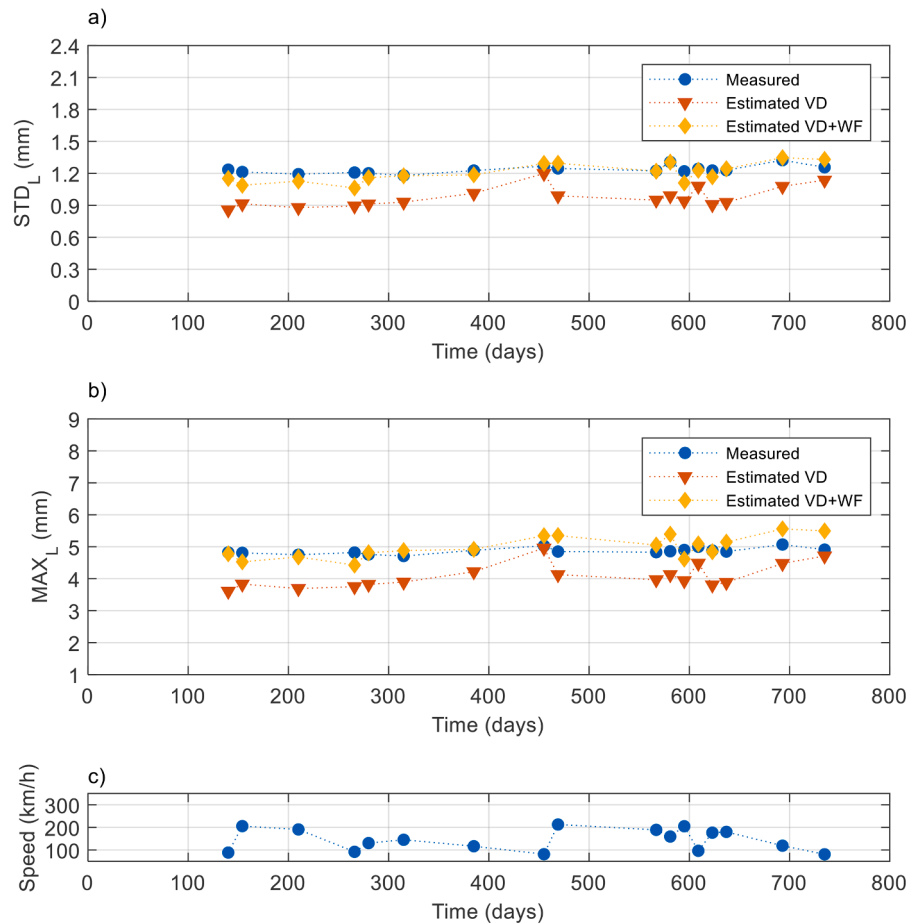 a)
2.4
2.1
1.8
1.5
1.2
0.9
0.6
0.3
0
STD_L (mm)
Measured
Estimated VD
Estimated VD+WF
0 100 200 300 400 500 600 700 800
Time (days)
b)
9
8
7
6
5
4
3
2
1
MAX_L (mm)
Measured
Estimated VD
Estimated VD+WF
0 100 200 300 400 500 600 700 800
Time (days)
c)
300
200
100
Speed (km/h)
0 100 200 300 400 500 600 700 800
Time (days)